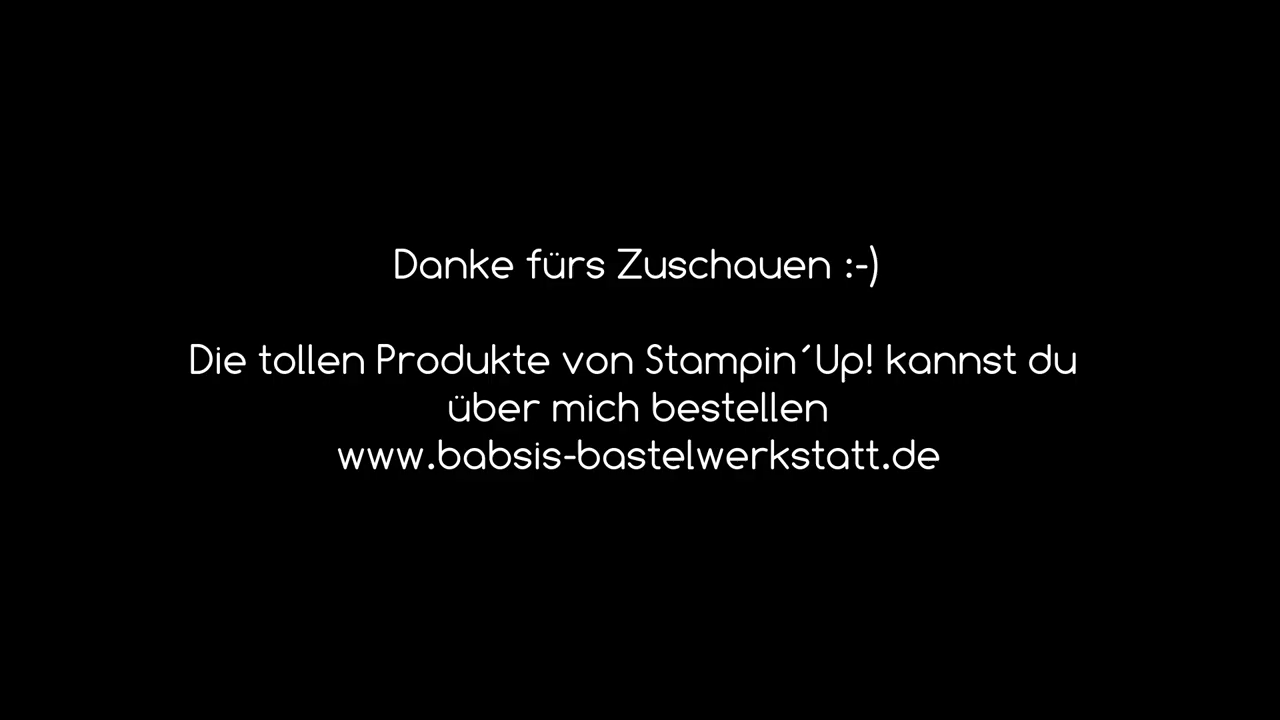 Danke fürs Zuschauen :-)
Die tollen Produkte von Stampin´Up! kannst du
über mich bestellen
www.babsis-bastelwerkstatt.de